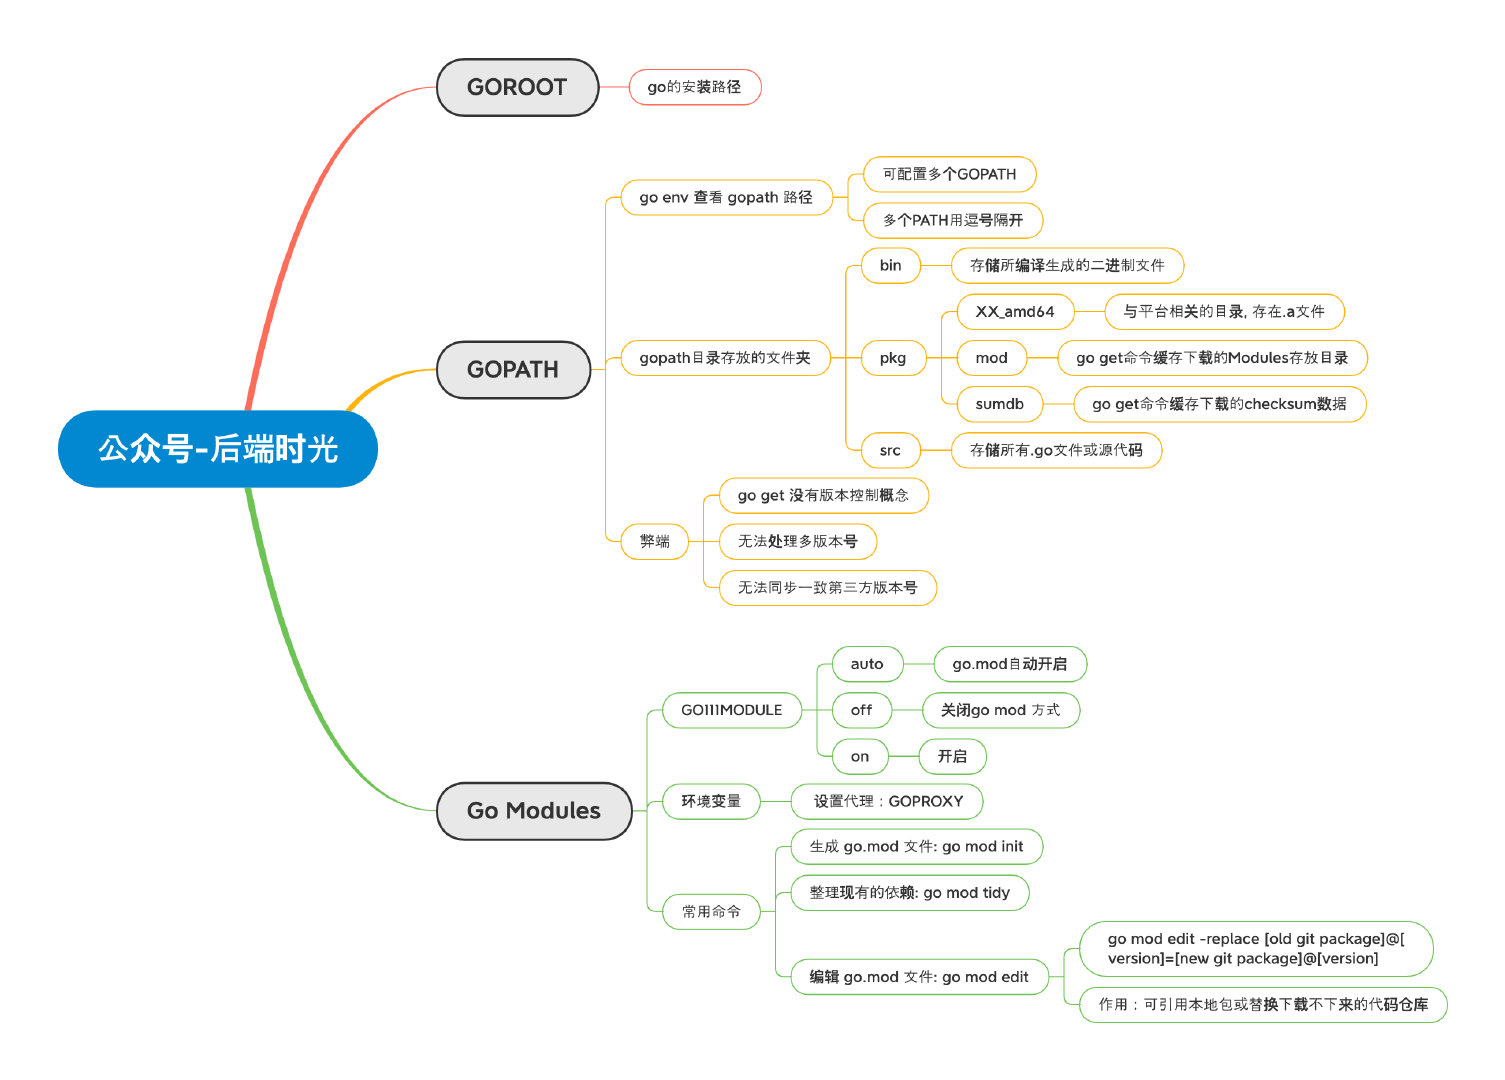 公众号-后端时光
GOROOT
go的安装路径
GOPATH
go env 查看 gopath 路径
可配置多个GOPATH
多个PATH用逗号隔开
gopath目录存放的文件夹
bin
存储所编译生成的二进制文件
pkg
XX_amd64
与平台相关的目录, 存在.a文件
mod
go get命令缓存下载的Modules存放目录
sumdb
go get命令缓存下载的checksum数据
src
存储所有.go文件或源代码
弊端
go get 没有版本控制概念
无法处理多版本号
无法同步一致第三方版本号
Go Modules
GO111MODULE
auto
go.mod自动开启
off
关闭go mod 方式
on
开启
环境变量
设置代理：GOPROXY
常用命令
生成 go.mod 文件: go mod init
整理现有的依赖: go mod tidy
编辑 go.mod 文件: go mod edit
go mod edit -replace [old git package]@[
version]=[new git package]@[version]
作用：可引用本地包或替换下载不下来的代码仓库